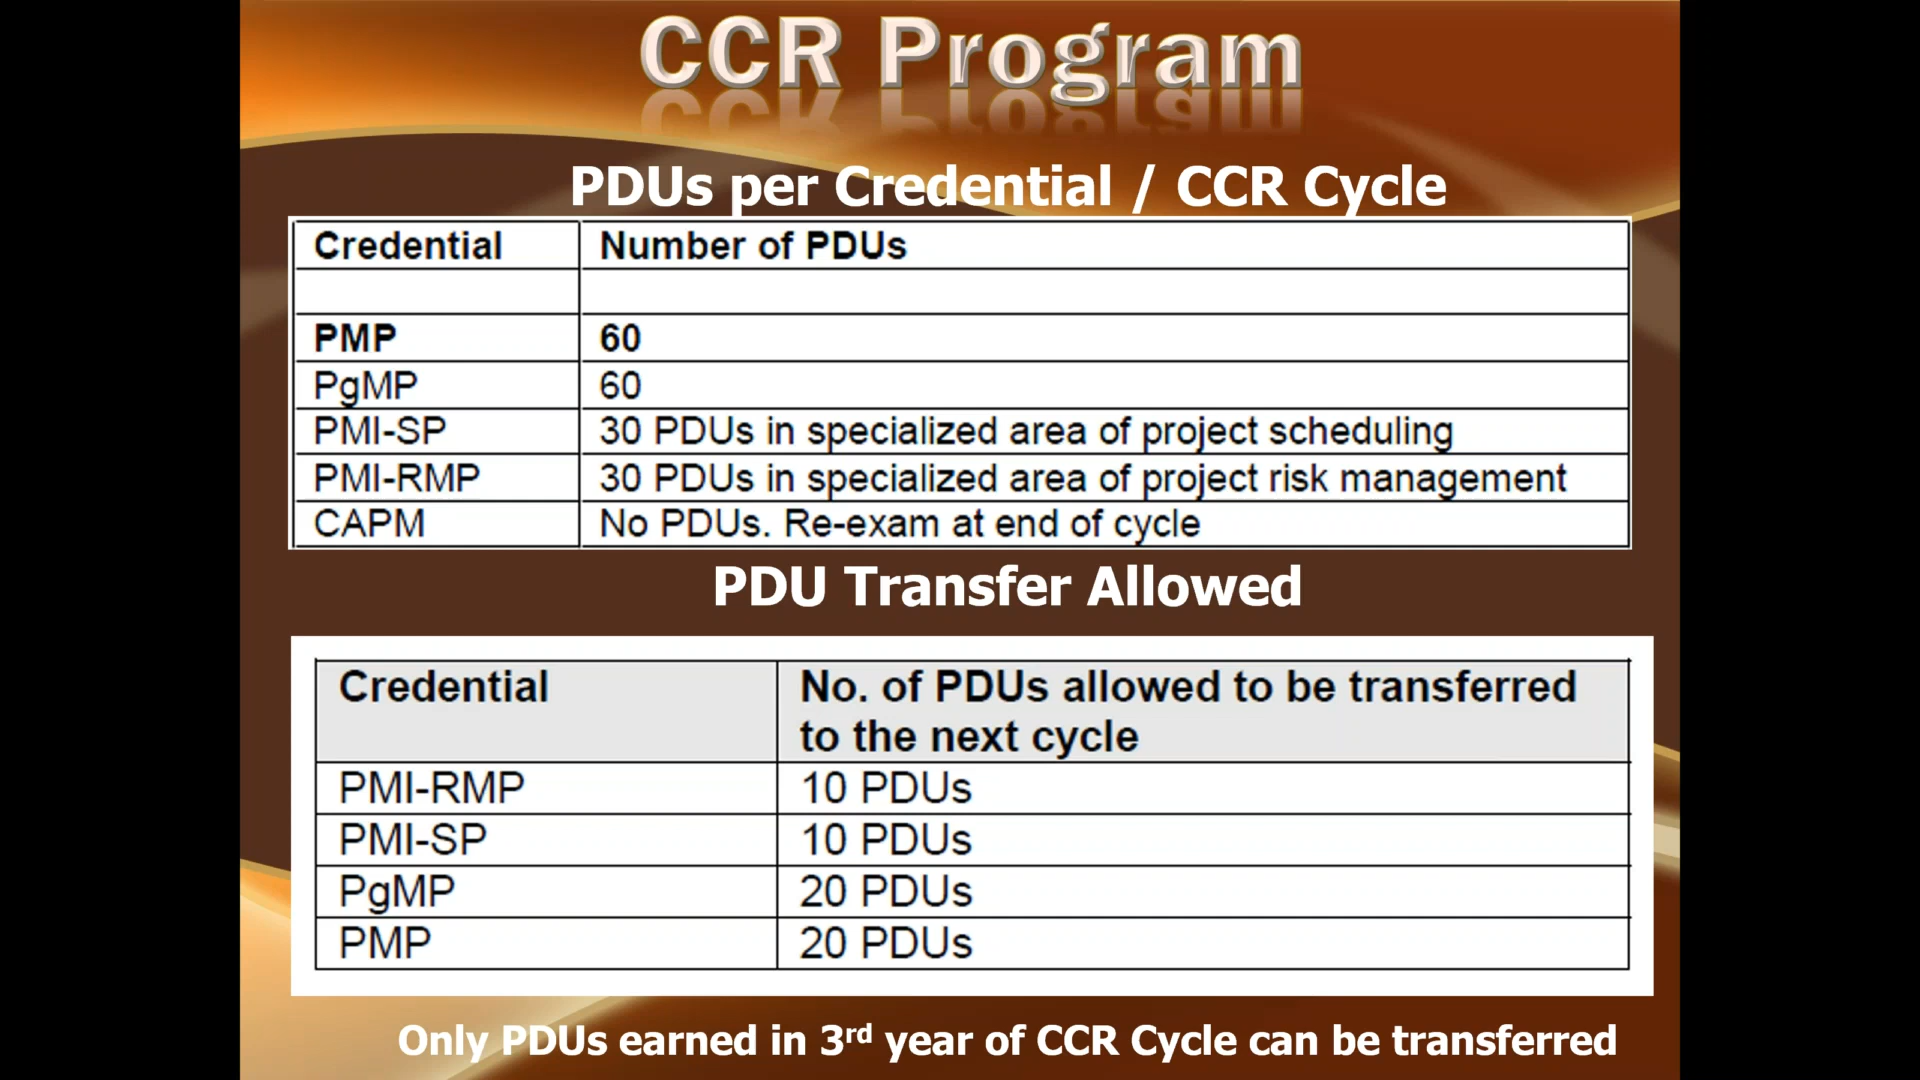 CCR Program
PDUs per Credential / CCR Cycle
Credential Number of PDUs
PMP 60
PgMP 60
PMI-SP 30 PDUs in specialized area of project scheduling
PMI-RMP 30 PDUs in specialized area of project risk management
CAPM No PDUs. Re-exam at end of cycle
PDU Transfer Allowed
Credential No. of PDUs allowed to be transferred
to the next cycle
PMI-RMP 10 PDUs
PMI-SP 10 PDUs
PgMP 20 PDUs
PMP 20 PDUs
Only PDUs earned in 3rd year of CCR Cycle can be transferred